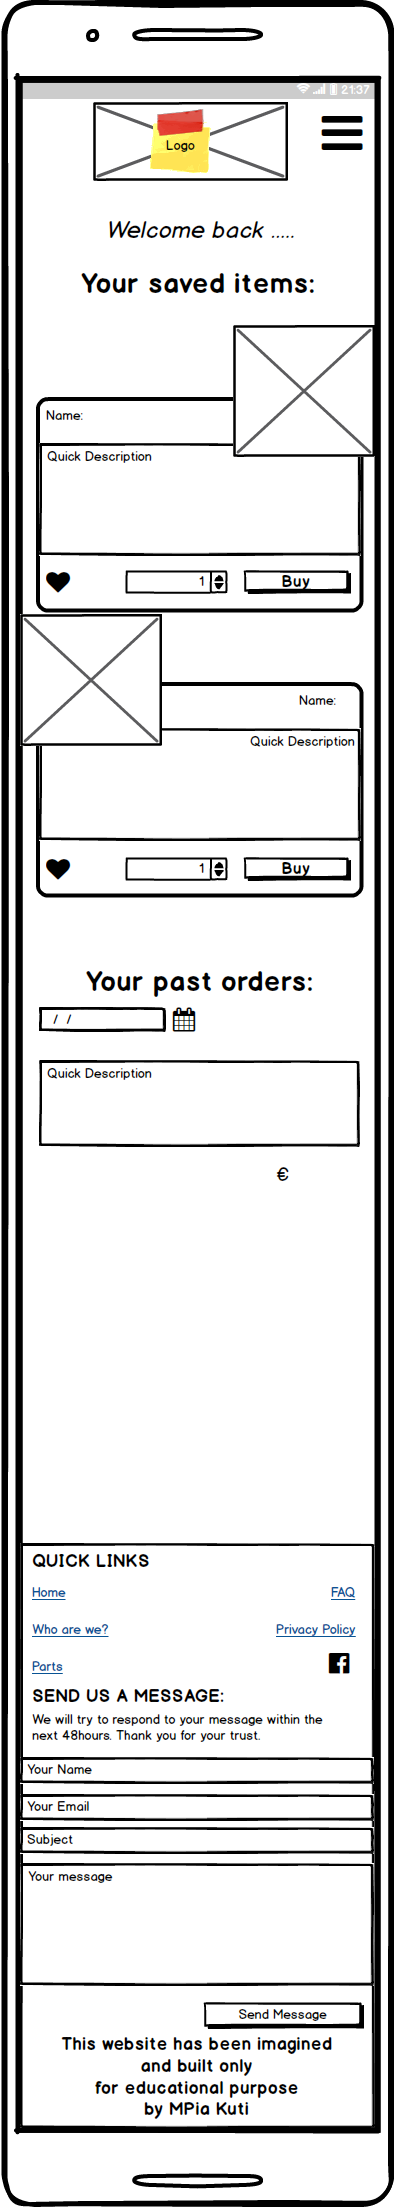 21:37
Logo
Welcome back .....
Your saved items:
Name:
Quick Description
1
Buy
Name:
Quick Description
1
Buy
Your past orders:
/ /
Quick Description
€
QUICK LINKS
Home FAQ
Who are we? Privacy Policy
Parts
SEND US A MESSAGE:
We will try to respond to your message within the
next 48hours. Thank you for your trust.
Your Name
Your Email
Subject
Your message
Send Message
This website has been imagined
and built only
for educational purpose
by MPia Kuti